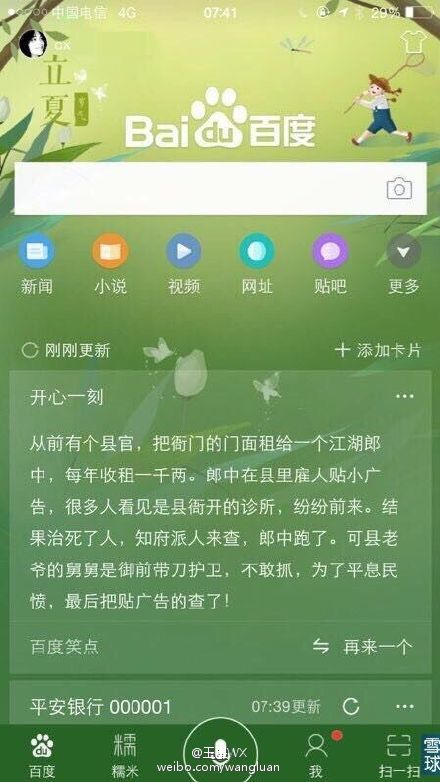 中国电信 4G 07:41 29%
GX
立夏
Bai du 百度
新闻 小说 视频 网址 贴吧 更多
刚刚更新 添加卡片
开心一刻
从前有个县官，把衙门的门面租给一个江湖郎
中，每年收租一千两。郎中在县里雇人贴小广
告，很多人看见是县衙开的诊所，纷纷前来。结
果治死了人，知府派人来查，郎中跑了。可县老
爷的舅舅是御前带刀护卫，不敢抓，为了平息民
愤，最后把贴广告的查了！
百度笑点 再来一个
平安银行 000001 07:39更新
百度 糯米 我 扫一扫
糯
weibo.com/wangluan
雪球